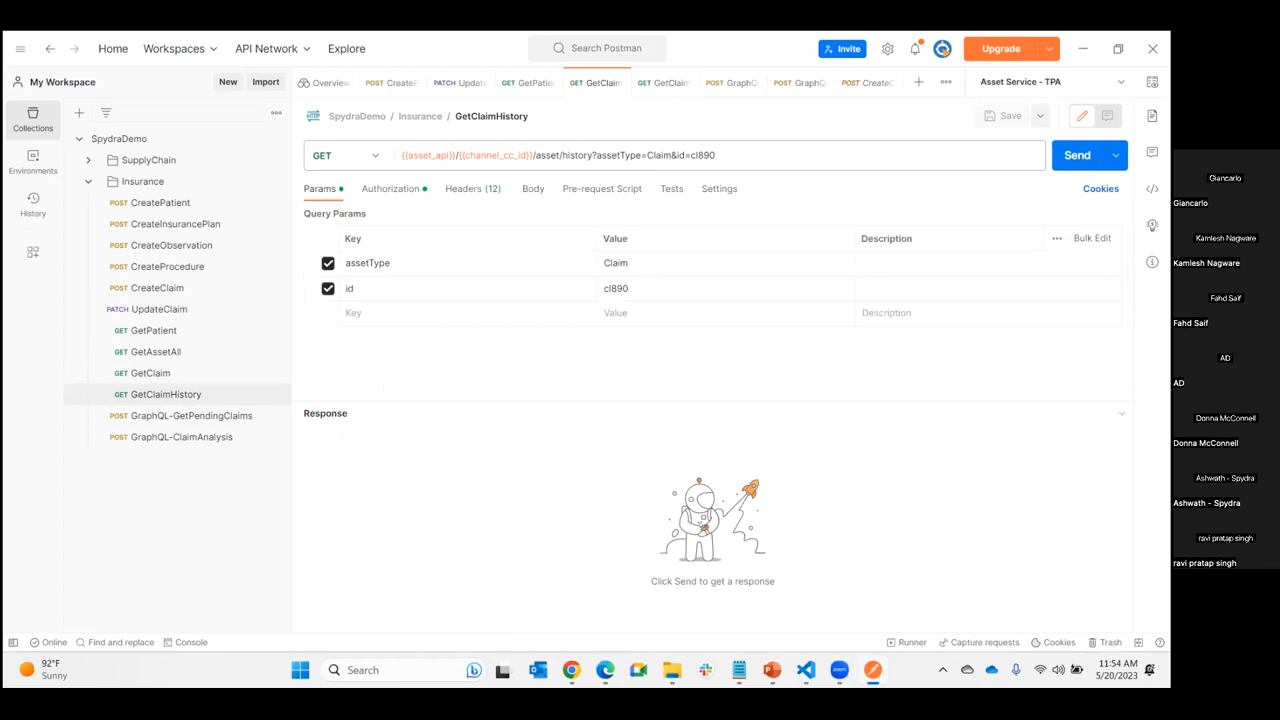 Home
Workspaces
API Network
Explore
Search Postman
Invite
Upgrade
My Workspace
New
Import
Overview
POST CreateP
PATCH Update
GET GetPatie
GET GetClaim
GET GetClaim
POST GraphQ
POST GraphQ
POST CreateC
Asset Service - TPA
Collections
Environments
History
SpydraDemo
SupplyChain
Insurance
POST CreatePatient
POST CreateInsurancePlan
POST CreateObservation
POST CreateProcedure
POST CreateClaim
PATCH UpdateClaim
GET GetPatient
GET GetAssetAll
GET GetClaim
GET GetClaimHistory
POST GraphQL-GetPendingClaims
POST GraphQL-ClaimAnalysis
HTTP
SpydraDemo / Insurance / GetClaimHistory
Save
GET
{{asset_api}}/{{channel_cc_id}}/asset/history?assetType=Claim&id=cl890
Send
Params
Authorization
Headers (12)
Body
Pre-request Script
Tests
Settings
Cookies
Query Params
Key
Value
Description
Bulk Edit
assetType
Claim
id
cl890
Key
Value
Description
Response
Click Send to get a response
Online
Find and replace
Console
Runner
Capture requests
Cookies
Trash
92°F
Sunny
Search
11:54 AM
5/20/2023
Giancarlo
Giancarlo
Kamlesh Nagware
Kamlesh Nagware
Fahd Saif
Fahd Saif
AD
AD
Donna McConnell
Donna McConnell
Ashwath - Spydra
Ashwath - Spydra
ravi pratap singh
ravi pratap singh